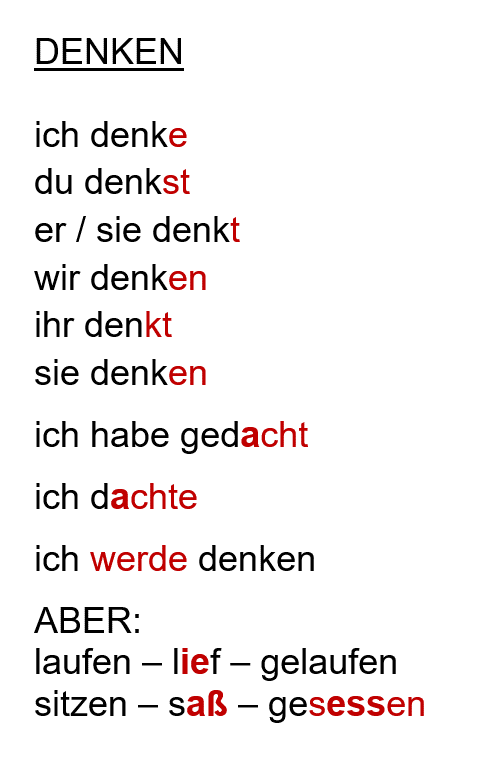 DENKEN
ich denke
du denkst
er / sie denkt
wir denken
ihr denkt
sie denken
ich habe gedacht
ich dachte
ich werde denken
ABER:
laufen – lief – gelaufen
sitzen – saß – gesessen